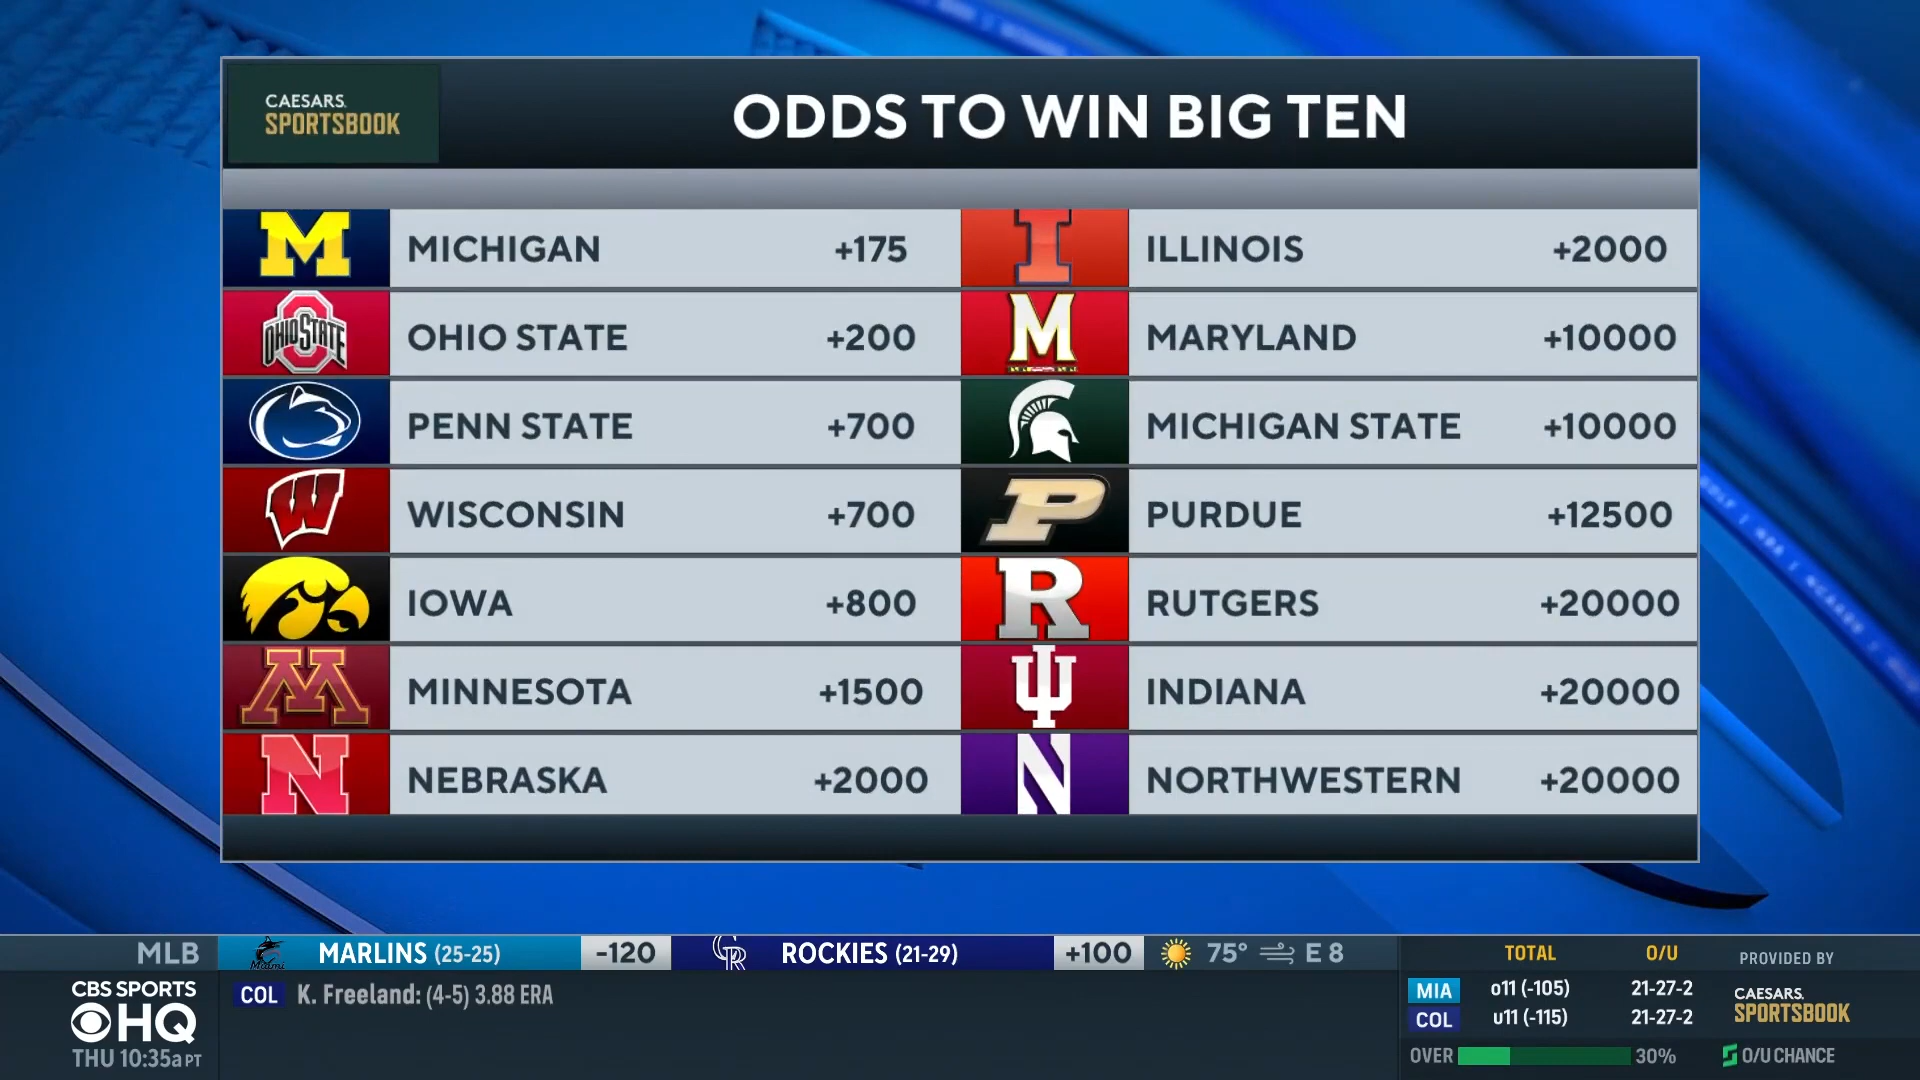 CAESARS
SPORTSBOOK
ODDS TO WIN BIG TEN
M MICHIGAN +175
OHIO STATE OHIO STATE +200
PENN STATE +700
W WISCONSIN +700
IOWA +800
M MINNESOTA +1500
N NEBRASKA +2000
I ILLINOIS +2000
M MARYLAND +10000
MICHIGAN STATE +10000
P PURDUE +12500
R RUTGERS +20000
INDIANA +20000
N NORTHWESTERN +20000
MLB Miami MARLINS (25-25) -120 CR ROCKIES (21-29) +100 75° E 8
COL K. Freeland: (4-5) 3.88 ERA
CBS SPORTS
HQ
THU 10:35a PT
TOTAL O/U
MIA o11 (-105) 21-27-2
COL u11 (-115) 21-27-2
OVER 30%
PROVIDED BY
CAESARS
SPORTSBOOK
S O/U CHANCE